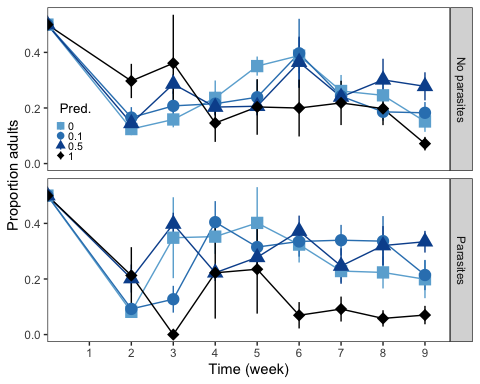 0.4
0.2
0.0
Pred.
0
0.1
0.5
1
No parasites
Proportion adults
0.4
0.2
0.0
Parasites
1 2 3 4 5 6 7 8 9
Time (week)